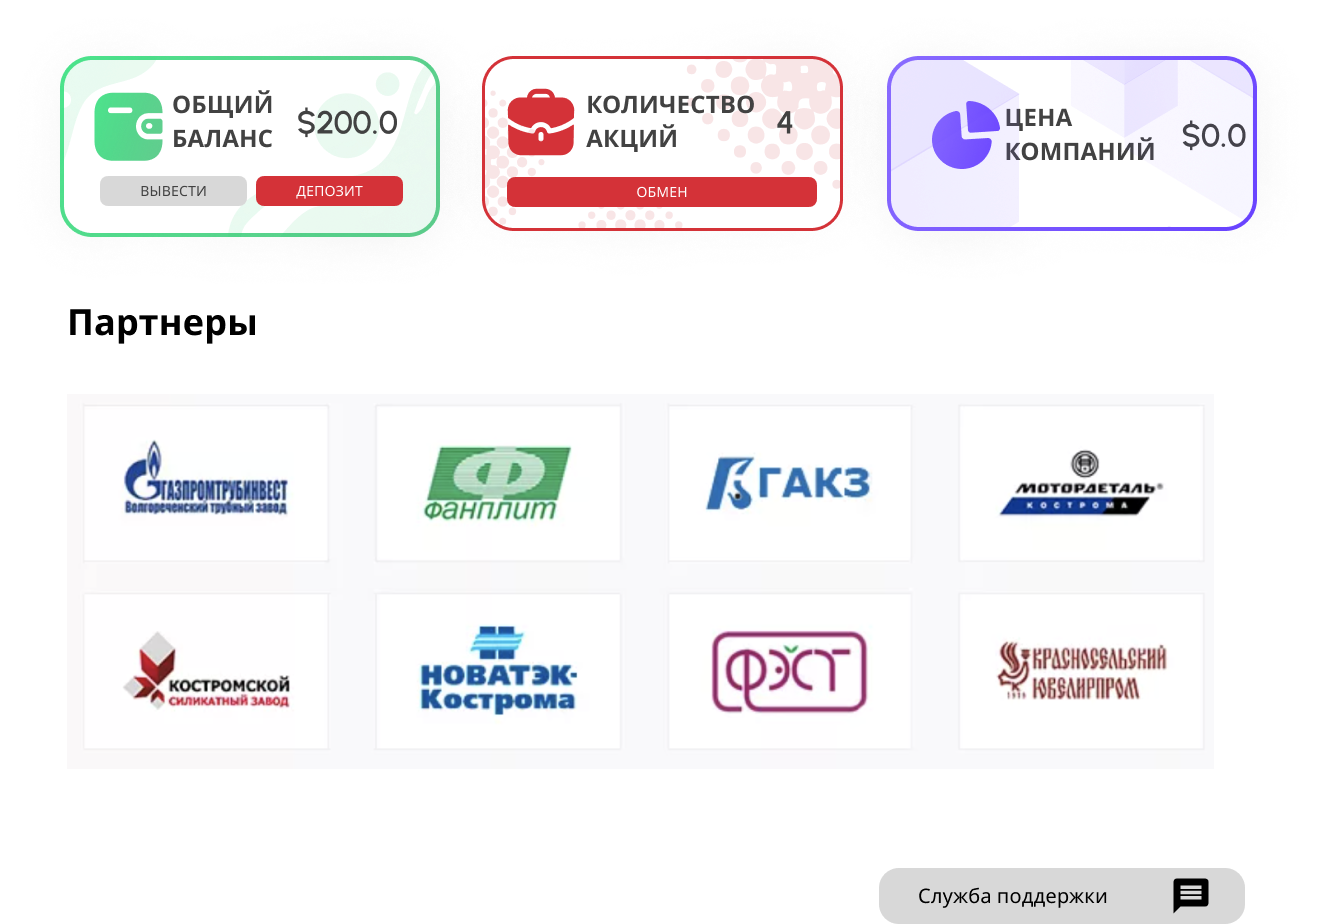 ОБЩИЙ
БАЛАНС
$200.0
ВЫВЕСТИ
ДЕПОЗИТ
КОЛИЧЕСТВО
АКЦИЙ
4
ОБМЕН
ЦЕНА
КОМПАНИЙ
$0.0
Партнеры
ГАЗПРОМТРУБИНВЕСТ
Волгореченский трубный завод
Ф
ФАНПЛИТ
ГАКЗ
МОТОРДЕТАЛЬ®
КОСТРОМА
КОСТРОМСКОЙ
СИЛИКАТНЫЙ ЗАВОД
НОВАТЭК-
Кострома
ФЭСТ
КРАСНОСЕЛЬСКИЙ
ЮВЕЛИРПРОМ
Служба поддержки